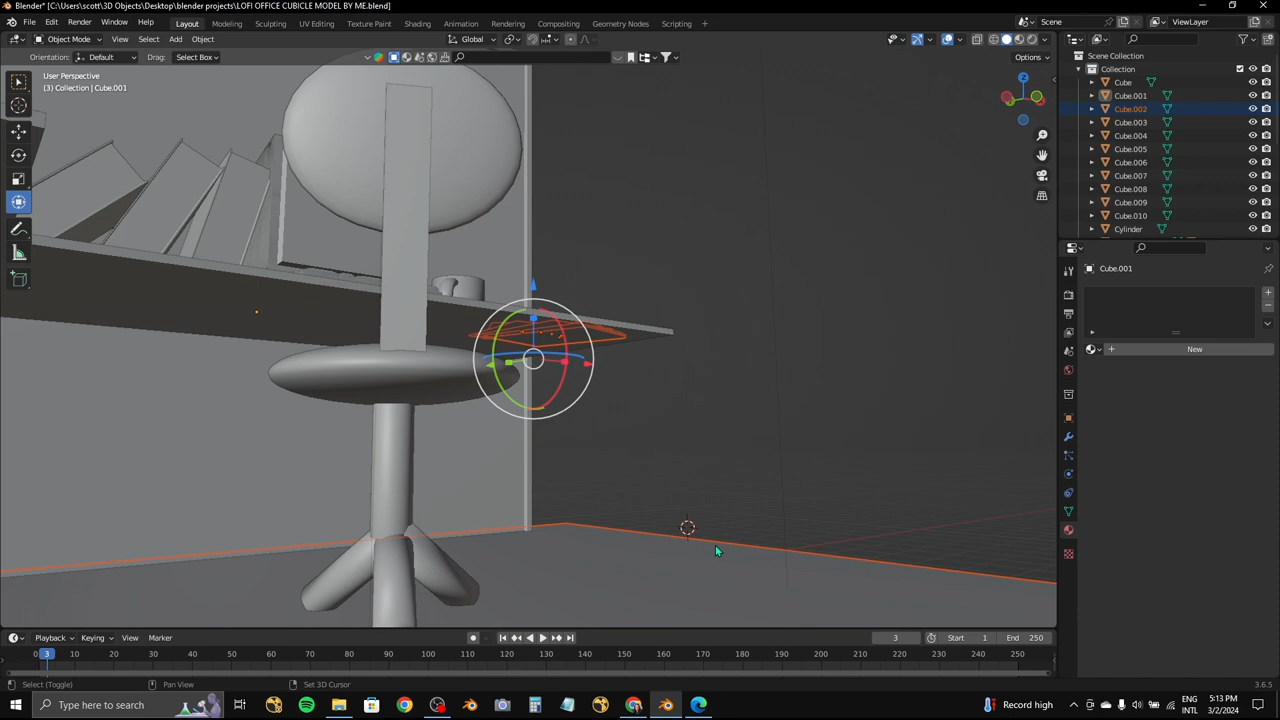 Blender* [C:\Users\scott\3D Objects\Desktop\blender projects\LOFI OFFICE CUBICLE MODEL BY ME.blend]
File Edit Render Window Help Layout Modeling Sculpting UV Editing Texture Paint Shading Animation Rendering Compositing Geometry Nodes Scripting + Scene ViewLayer
Object Mode View Select Add Object Global
Orientation: Default Drag: Select Box Options
User Perspective
(3) Collection | Cube.001
Scene Collection
Collection
Cube
Cube.001
Cube.002
Cube.003
Cube.005
Cube.006
Cube.007
Cube.008
Cube.009
Cube.010
Cylinder
Cube.001
New
Playback Keying View Marker 3 Start 1 End 250
0 3 10 20 30 40 50 60 70 80 90 100 110 120 130 140 150 160 170 180 190 200 210 220 230 240 250
Select (Toggle) Pan View Set 3D Cursor 3.6.5
Type here to search
Record high
ENG
INTL
5:13 PM
3/2/2024